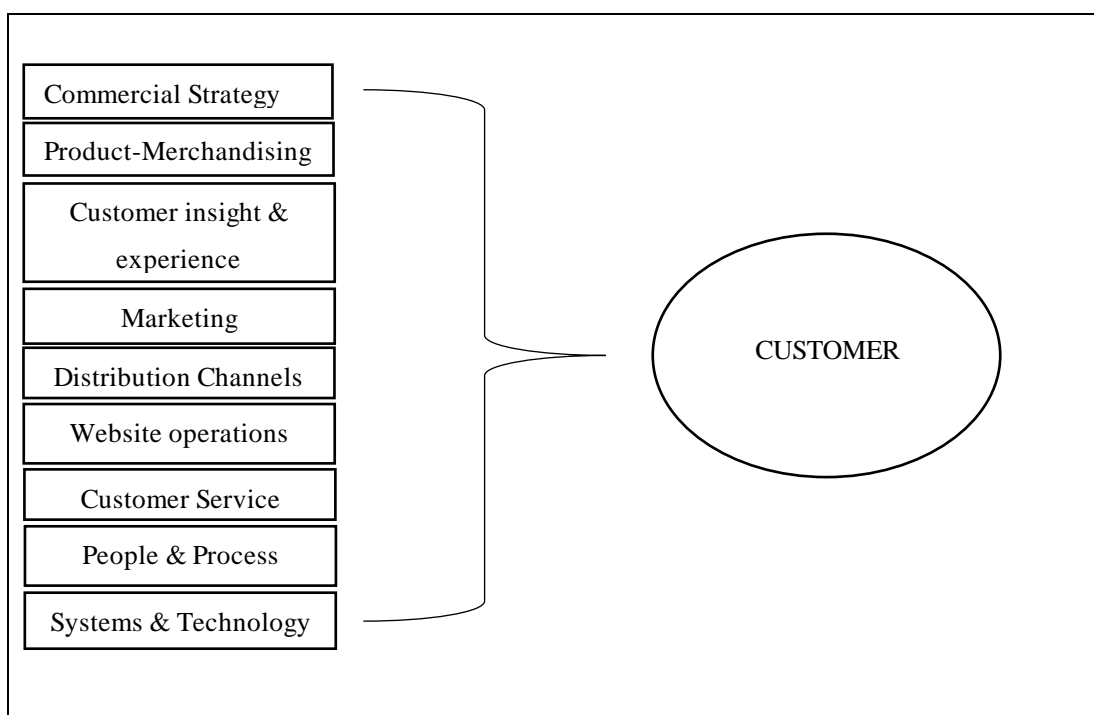 Commercial Strategy
Product-Merchandising
Customer insight &
experience
Marketing
Distribution Channels
Website operations
Customer Service
People & Process
Systems & Technology
CUSTOMER